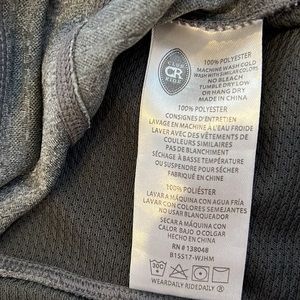 CR
RIDE
100% POLYESTER
MACHINE WASH COLD
WASH WITH SIMILAR COLORS
NO BLEACH
TUMBLE DRY LOW
OR HANG DRY
MADE IN CHINA
100% POLYESTER
CONSIGNES D'ENTRETIEN
LAVAGE EN MACHINE À L'EAU FROIDE
LAVER AVEC DES VÊTEMENTS DE
COULEURS SIMILAIRES
PAS DE BLANCHIMENT
SÉCHAGE À BASSE TEMPÉRATURE
OU SUSPENDRE POUR SÉCHER
FABRIQUÉ EN CHINE
100% POLIÉSTER
LAVAR A MÁQUINA CON AGUA FRÍA
LAVAR CON COLORES SEMEJANTES
NO USAR BLANQUEADOR
SECAR A MÁQUINA CON
CALOR BAJO O COLGAR
HECHO EN CHINA
RN # 138048
B15S17-WJHM
WEARDAILYRIDEDAILY®